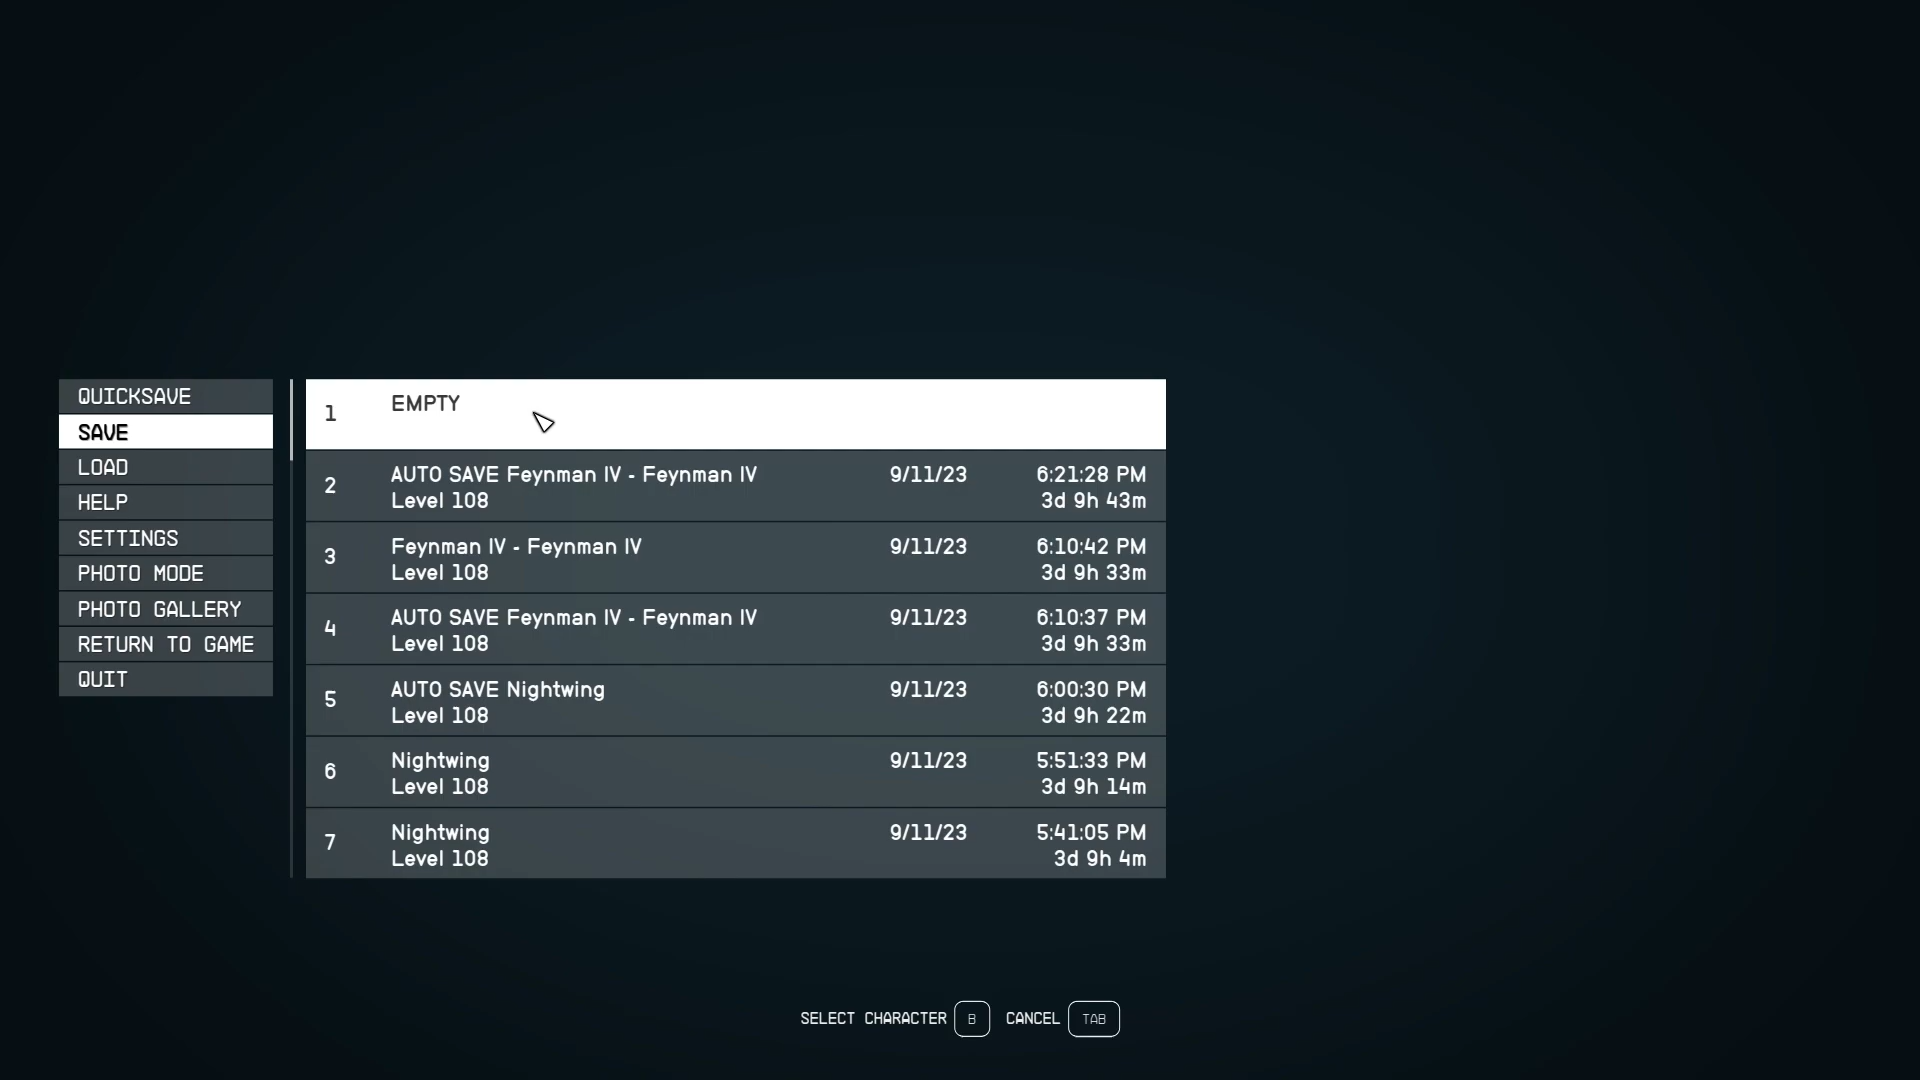 QUICKSAVE
SAVE
LOAD
HELP
SETTINGS
PHOTO MODE
PHOTO GALLERY
RETURN TO GAME
QUIT
1 EMPTY
2 AUTO SAVE Feynman IV - Feynman IV 9/11/23 6:21:28 PM
Level 108 3d 9h 43m
3 Feynman IV - Feynman IV 9/11/23 6:10:42 PM
Level 108 3d 9h 33m
4 AUTO SAVE Feynman IV - Feynman IV 9/11/23 6:10:37 PM
Level 108 3d 9h 33m
5 AUTO SAVE Nightwing 9/11/23 6:00:30 PM
Level 108 3d 9h 22m
6 Nightwing 9/11/23 5:51:33 PM
Level 108 3d 9h 14m
7 Nightwing 9/11/23 5:41:05 PM
Level 108 3d 9h 4m
SELECT CHARACTER B CANCEL TAB